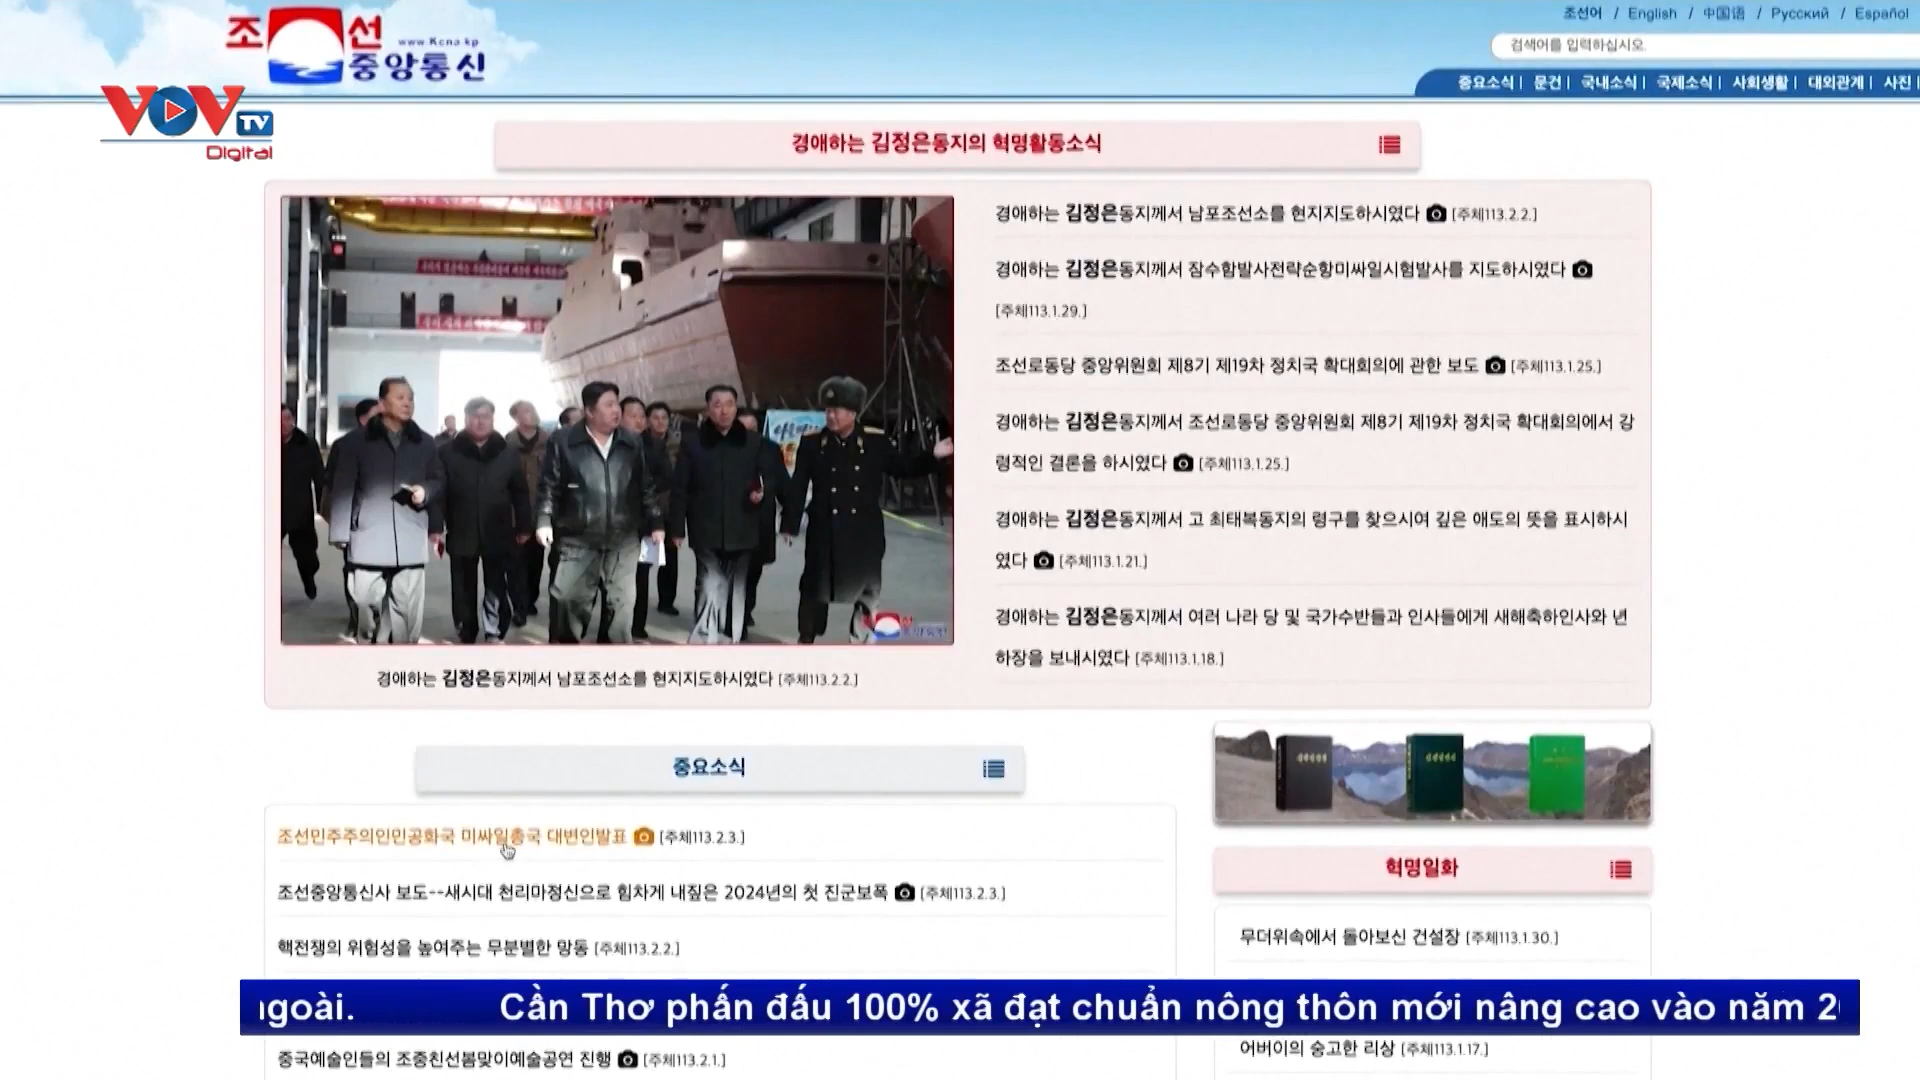 조선어 / English / 中国语 / Русский / Español
조선
www.Kcna.kp
중앙통신
검색어를 입력하십시오.
중요소식 | 문건 | 국내소식 | 국제소식 | 사회생활 | 대외관계 | 사진 |
VOV TV
Digital
경애하는 김정은동지의 혁명활동소식
경애하는 김정은동지께서 남포조선소를 현지지도하시였다 [주체113.2.2.]
경애하는 김정은동지께서 잠수함발사전략순항미싸일시험발사를 지도하시였다
[주체113.1.29.]
조선로동당 중앙위원회 제8기 제19차 정치국 확대회의에 관한 보도 [주체113.1.25.]
경애하는 김정은동지께서 조선로동당 중앙위원회 제8기 제19차 정치국 확대회의에서 강
령적인 결론을 하시였다 [주체113.1.25.]
경애하는 김정은동지께서 고 최태복동지의 령구를 찾으시여 깊은 애도의 뜻을 표시하시
였다 [주체113.1.21.]
경애하는 김정은동지께서 여러 나라 당 및 국가수반들과 인사들에게 새해축하인사와 년
하장을 보내시였다 [주체113.1.18.]
경애하는 김정은동지께서 남포조선소를 현지지도하시였다 [주체113.2.2.]
중요소식
조선민주주의인민공화국 미싸일총국 대변인발표 [주체113.2.3.]
조선중앙통신사 보도--새시대 천리마정신으로 힘차게 내짚은 2024년의 첫 진군보폭 [주체113.2.3.]
핵전쟁의 위험성을 높여주는 무분별한 망동 [주체113.2.2.]
혁명일화
무더위속에서 돌아보신 건설장 [주체113.1.30.]
ngoài. Cần Thơ phấn đấu 100% xã đạt chuẩn nông thôn mới nâng cao vào năm 2
중국예술인들의 조중친선봄맞이예술공연 진행 [주체113.2.1.]
어버이의 숭고한 리상 [주체113.1.17.]